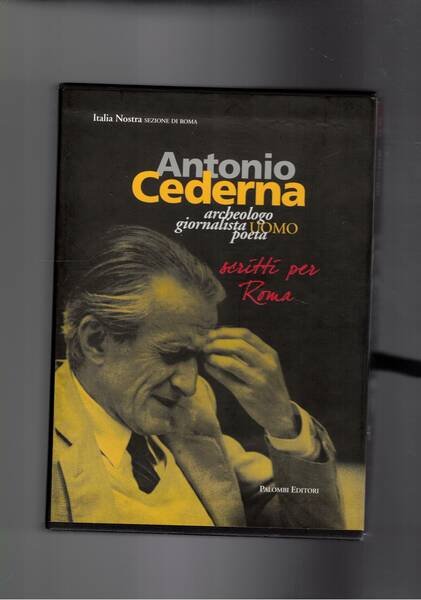 Italia Nostra SEZIONE DI ROMA
Antonio
Cederna
archeologo
giornalista UOMO
poeta
scritti per
Roma
PALOMBI EDITORI